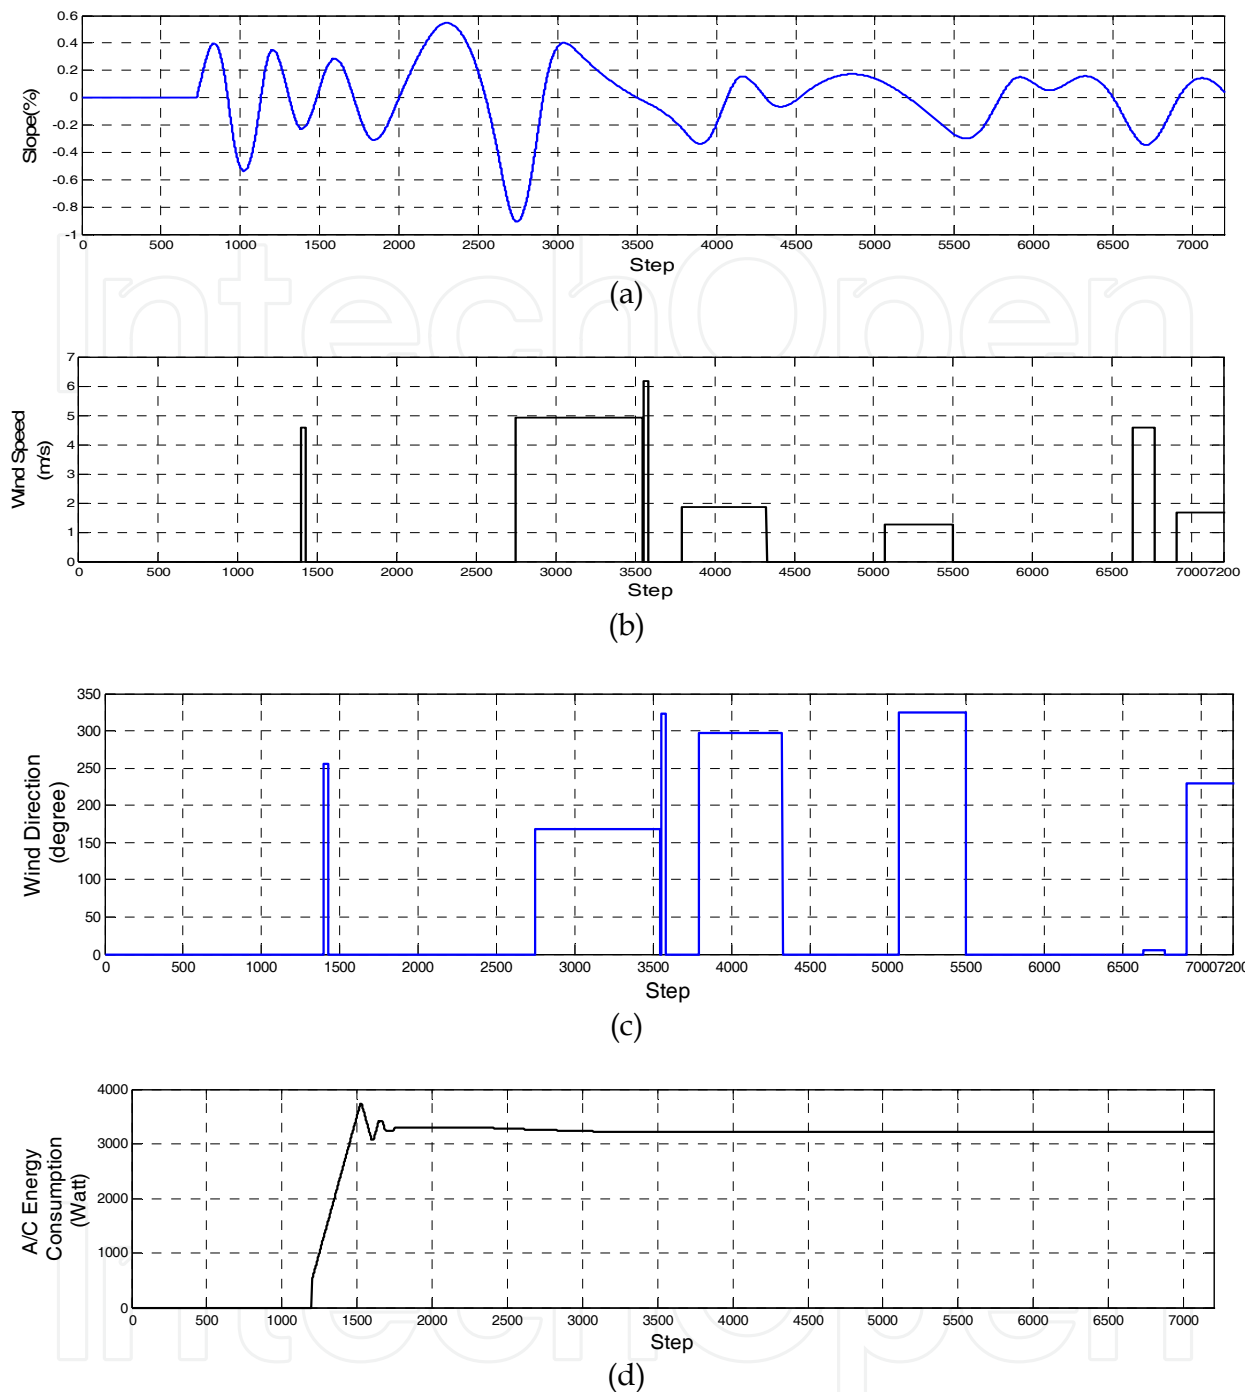 0.6
0.4
0.2
0
-0.2
-0.4
-0.6
-0.8
-1
Slope(%)
0 500 1000 1500 2000 2500 3000 3500 4000 4500 5000 5500 6000 6500 7000
Step
(a)
IntechOpen
7
6
5
4
3
2
1
0
Wind Speed
(m/s)
0 500 1000 1500 2000 2500 3000 3500 4000 4500 5000 5500 6000 6500 70007200
Step
(b)
350
300
250
200
150
100
50
0
Wind Direction
(degree)
0 500 1000 1500 2000 2500 3000 3500 4000 4500 5000 5500 6000 6500 70007200
Step
(c)
4000
3000
2000
1000
0
A/C Energy
Consumption
(Watt)
0 500 1000 1500 2000 2500 3000 3500 4000 4500 5000 5500 6000 6500 7000
Step
IntechOpen
(d)